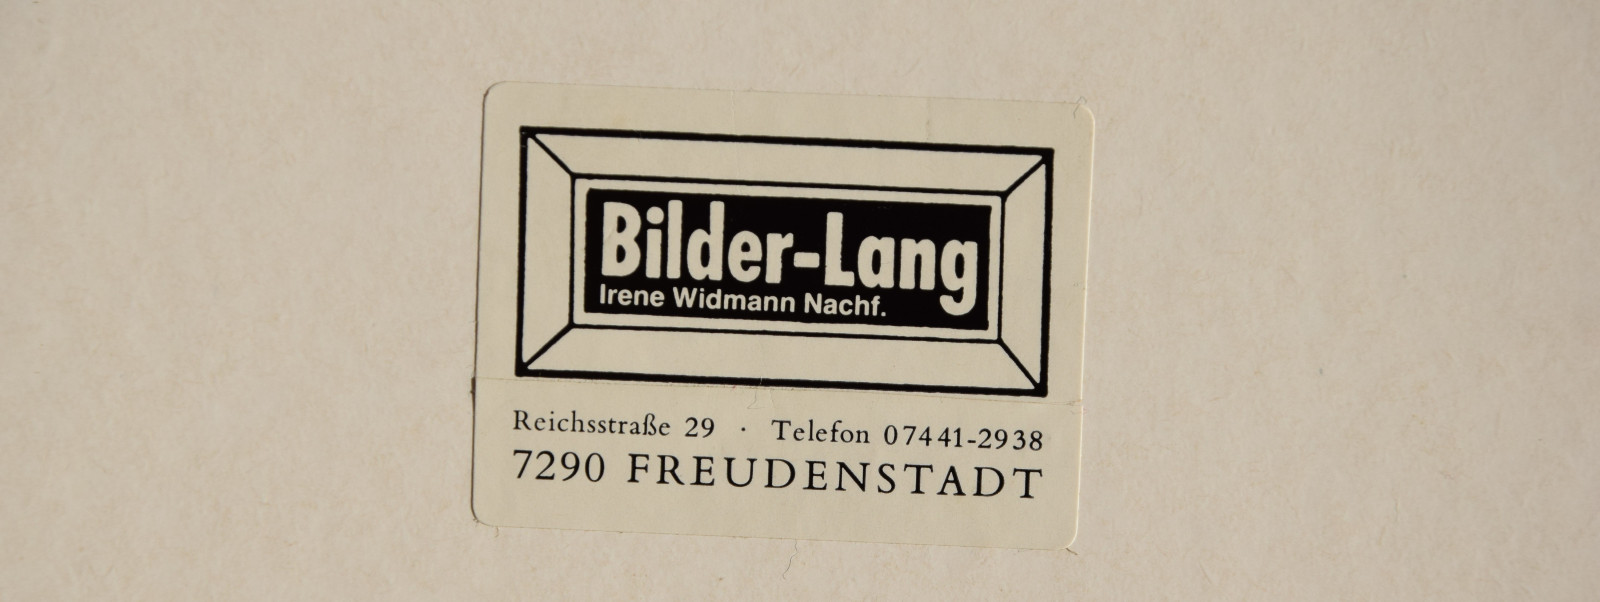 Bilder-Lang
Irene Widmann Nachf.
Reichsstraße 29 · Telefon 07441-2938
7290 FREUDENSTADT